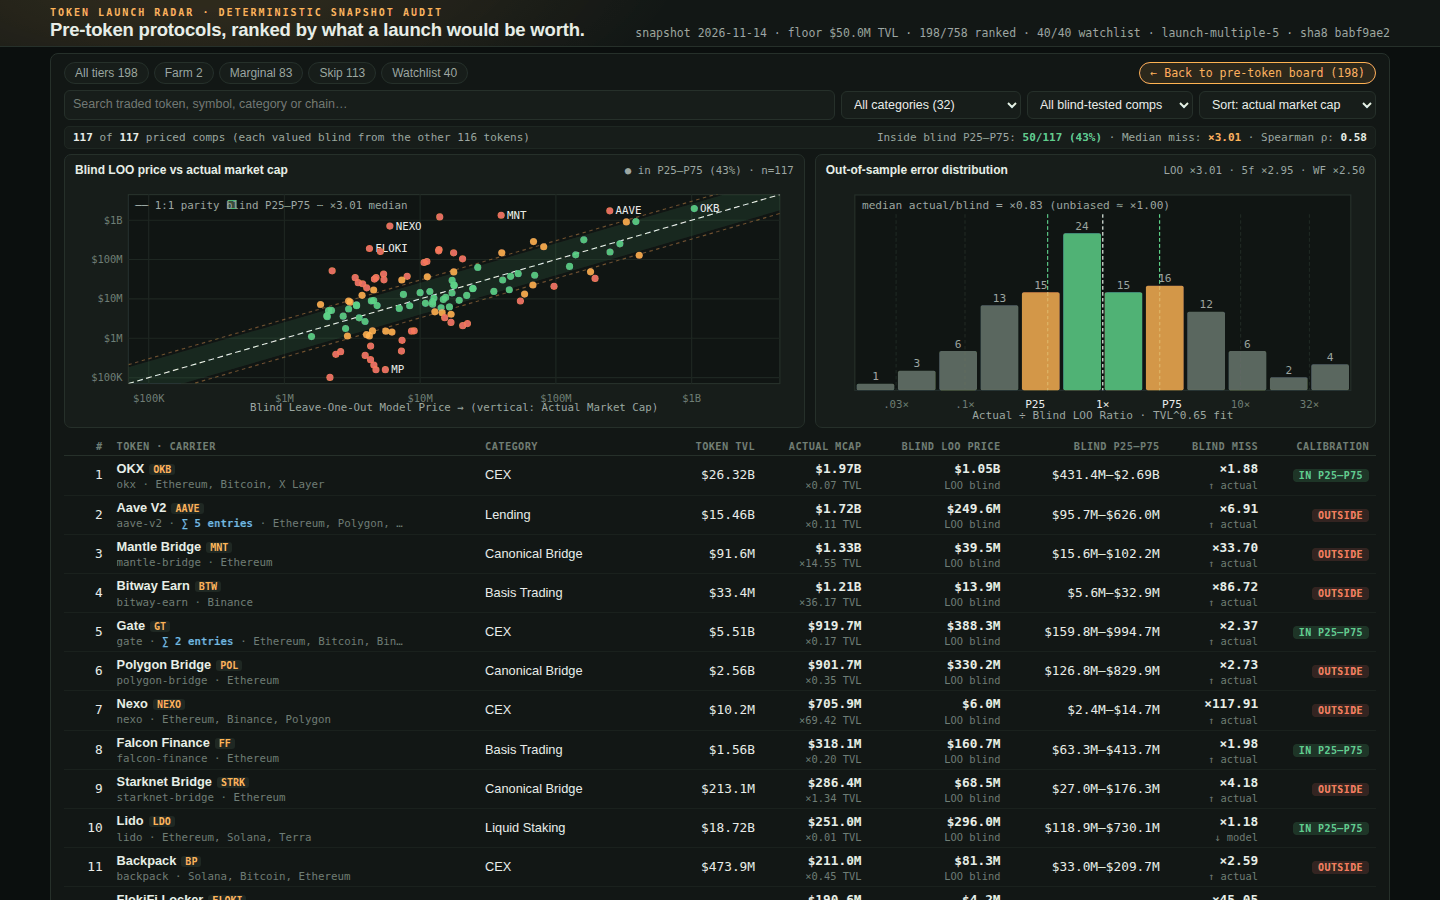 TOKEN LAUNCH RADAR · DETERMINISTIC SNAPSHOT AUDIT
Pre-token protocols, ranked by what a launch would be worth.
snapshot 2026-11-14 · floor $50.0M TVL · 198/758 ranked · 40/40 watchlist · launch-multiple-5 · sha8 babf9ae2
All tiers 198 Farm 2 Marginal 83 Skip 113 Watchlist 40
← Back to pre-token board (198)
Search traded token, symbol, category or chain…
All categories (32) All blind-tested comps Sort: actual market cap
117 of 117 priced comps (each valued blind from the other 116 tokens)
Inside blind P25–P75: 50/117 (43%) · Median miss: ×3.01 · Spearman ρ: 0.58
Blind LOO price vs actual market cap
● in P25–P75 (43%) · n=117
1:1 parity
blind P25–P75 — ×3.01 median
$1B
$100M
$10M
$1M
$100K
NEXO
FLOKI
MNT
AAVE
OKB
MP
$100K $1M $10M $100M $1B
Blind Leave-One-Out Model Price → (vertical: Actual Market Cap)
Out-of-sample error distribution
LOO ×3.01 · 5f ×2.95 · WF ×2.50
median actual/blind = ×0.83 (unbiased ≈ ×1.00)
1 3 6 13 15 24 15 16 12 6 2 4
.03× .1× P25 1× P75 10× 32×
Actual ÷ Blind LOO Ratio · TVL^0.65 fit
# TOKEN · CARRIER CATEGORY TOKEN TVL ACTUAL MCAP BLIND LOO PRICE BLIND P25–P75 BLIND MISS CALIBRATION
1 OKX OKB CEX $26.32B $1.97B $1.05B $431.4M–$2.69B ×1.88 IN P25–P75
okx · Ethereum, Bitcoin, X Layer ×0.07 TVL LOO blind ↑ actual
2 Aave V2 AAVE Lending $15.46B $1.72B $249.6M $95.7M–$626.0M ×6.91 OUTSIDE
aave-v2 · ∑ 5 entries · Ethereum, Polygon, … ×0.11 TVL LOO blind ↑ actual
3 Mantle Bridge MNT Canonical Bridge $91.6M $1.33B $39.5M $15.6M–$102.2M ×33.70 OUTSIDE
mantle-bridge · Ethereum ×14.55 TVL LOO blind ↑ actual
4 Bitway Earn BTW Basis Trading $33.4M $1.21B $13.9M $5.6M–$32.9M ×86.72 OUTSIDE
bitway-earn · Binance ×36.17 TVL LOO blind ↑ actual
5 Gate GT CEX $5.51B $919.7M $388.3M $159.8M–$994.7M ×2.37 IN P25–P75
gate · ∑ 2 entries · Ethereum, Bitcoin, Bin… ×0.17 TVL LOO blind ↑ actual
6 Polygon Bridge POL Canonical Bridge $2.56B $901.7M $330.2M $126.8M–$829.9M ×2.73 OUTSIDE
polygon-bridge · Ethereum ×0.35 TVL LOO blind ↑ actual
7 Nexo NEXO CEX $10.2M $705.9M $6.0M $2.4M–$14.7M ×117.91 OUTSIDE
nexo · Ethereum, Binance, Polygon ×69.42 TVL LOO blind ↑ actual
8 Falcon Finance FF Basis Trading $1.56B $318.1M $160.7M $63.3M–$413.7M ×1.98 IN P25–P75
falcon-finance · Ethereum ×0.20 TVL LOO blind ↑ actual
9 Starknet Bridge STRK Canonical Bridge $213.1M $286.4M $68.5M $27.0M–$176.3M ×4.18 OUTSIDE
starknet-bridge · Ethereum ×1.34 TVL LOO blind ↑ actual
10 Lido LDO Liquid Staking $18.72B $251.0M $296.0M $118.9M–$730.1M ×1.18 IN P25–P75
lido · Ethereum, Solana, Terra ×0.01 TVL LOO blind ↓ model
11 Backpack BP CEX $473.9M $211.0M $81.3M $33.0M–$209.7M ×2.59 OUTSIDE
backpack · Solana, Bitcoin, Ethereum ×0.45 TVL LOO blind ↑ actual
FlokiFi Locker FLOKI $190.6M $4.2M ×45.05